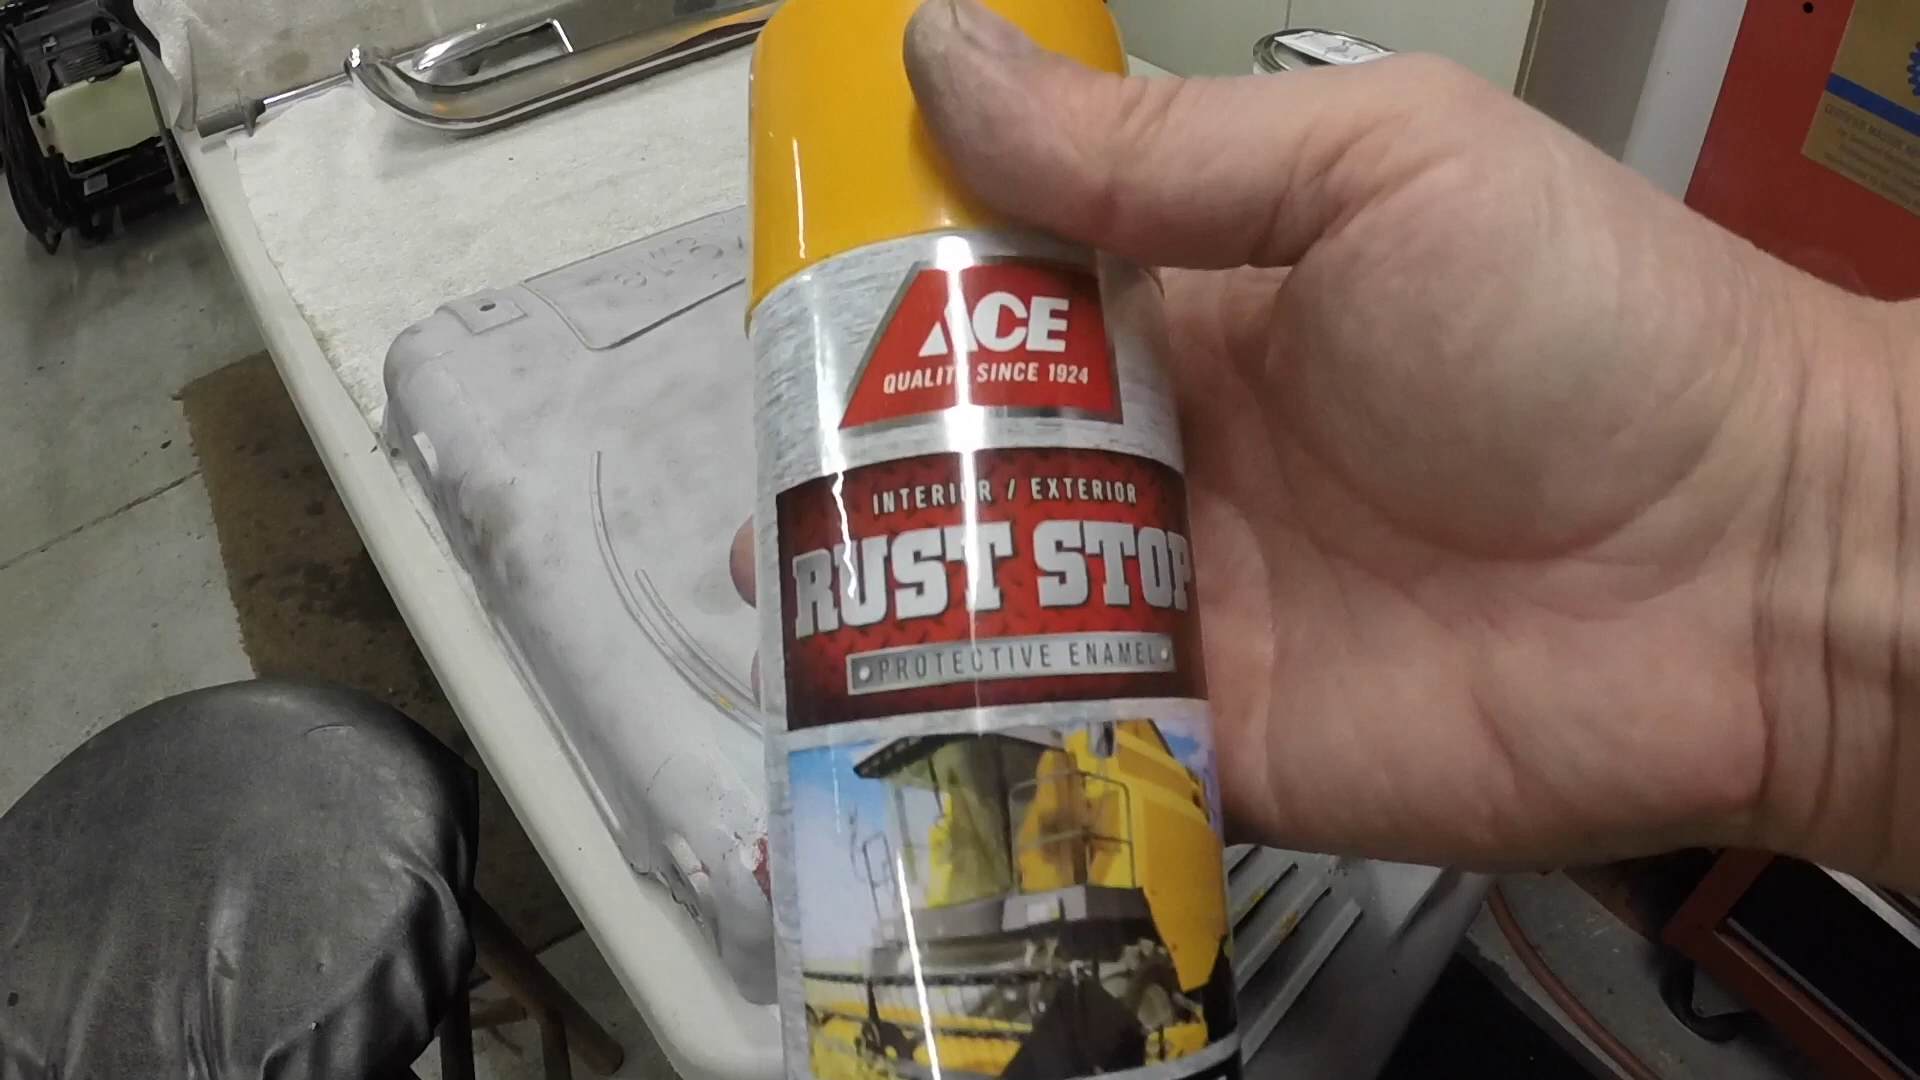 ACE
QUALITY SINCE 1924
INTERIOR / EXTERIOR
RUST STOP
PROTECTIVE ENAMEL